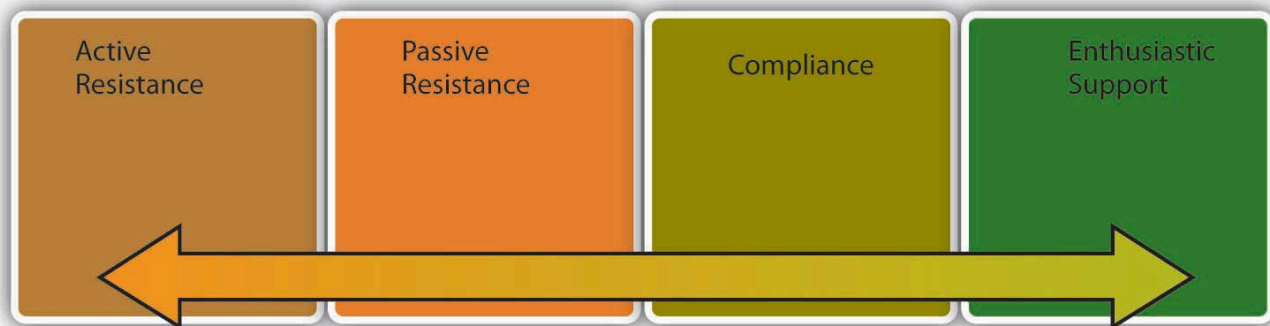 Active
Resistance
Passive
Resistance
Compliance
Enthusiastic
Support